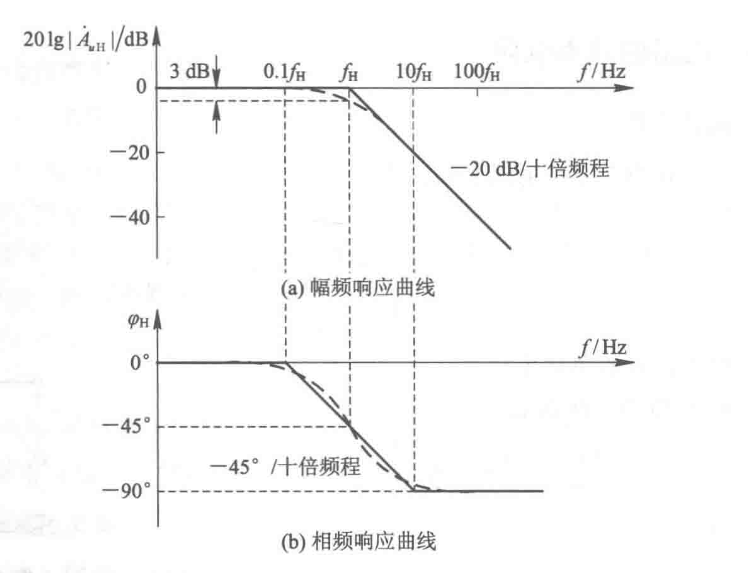 20lg|Ȧ_uH|/dB
3 dB 0.1f_H f_H 10f_H 100f_H f/Hz
0
−20
−20 dB/十倍频程
−40
(a) 幅频响应曲线
φ_H
f/Hz
0°
−45°
−45° /十倍频程
−90°
(b) 相频响应曲线